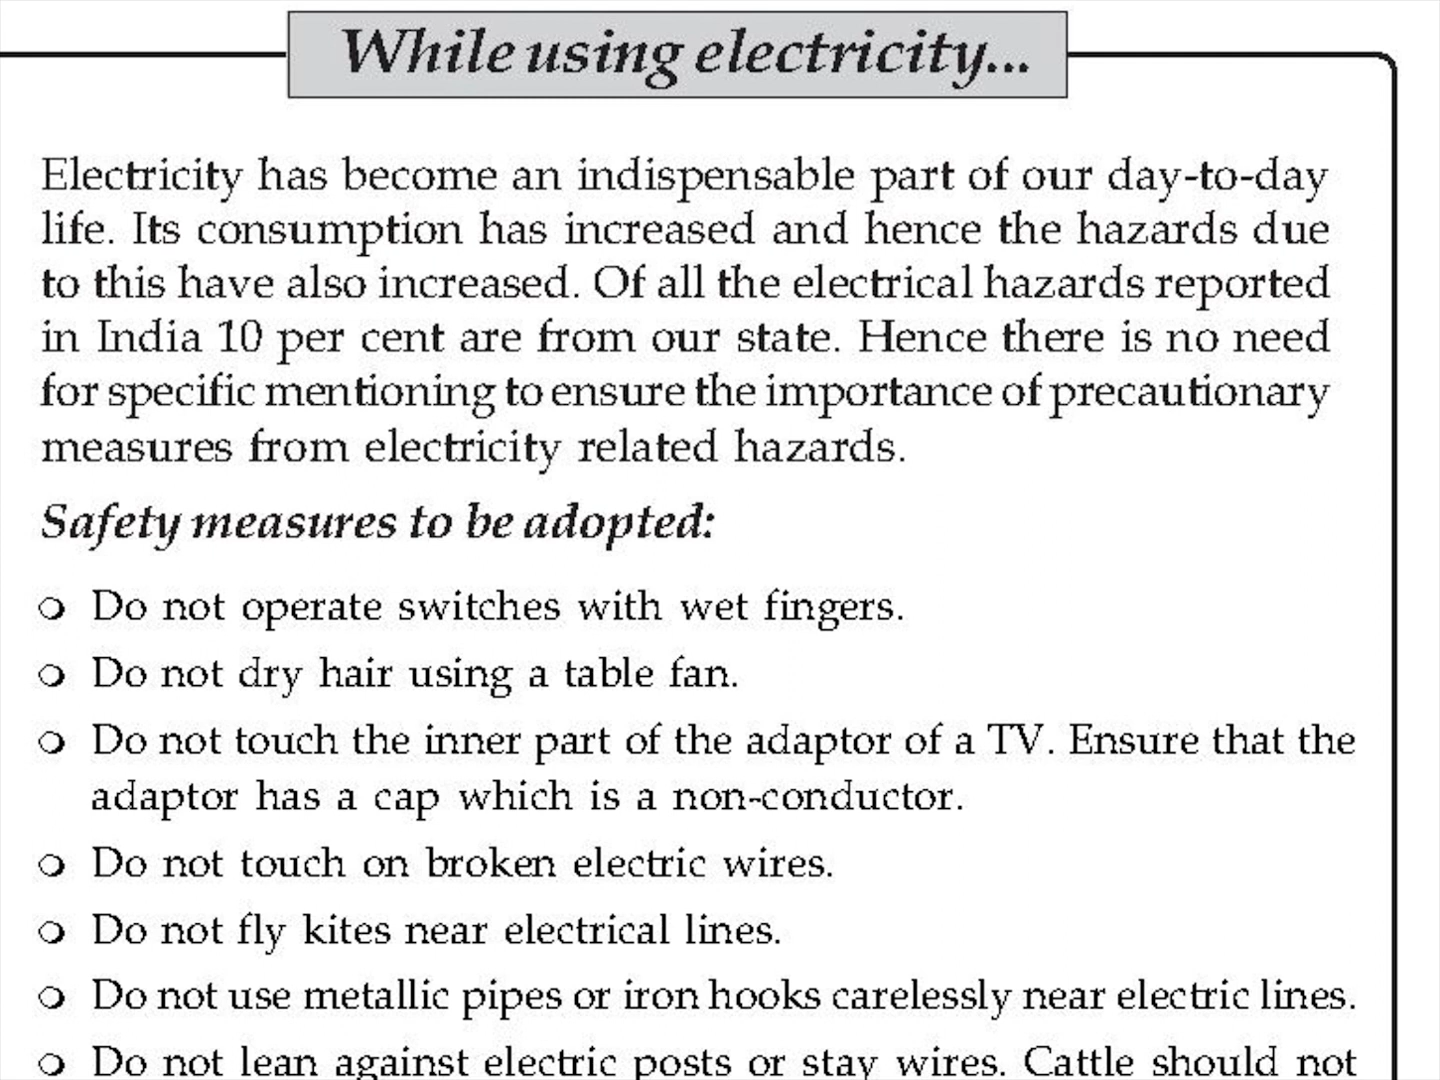 While using electricity...
Electricity has become an indispensable part of our day-to-day
life. Its consumption has increased and hence the hazards due
to this have also increased. Of all the electrical hazards reported
in India 10 per cent are from our state. Hence there is no need
for specific mentioning to ensure the importance of precautionary
measures from electricity related hazards.
Safety measures to be adopted:
❍ Do not operate switches with wet fingers.
❍ Do not dry hair using a table fan.
❍ Do not touch the inner part of the adaptor of a TV. Ensure that the
adaptor has a cap which is a non-conductor.
❍ Do not touch on broken electric wires.
❍ Do not fly kites near electrical lines.
❍ Do not use metallic pipes or iron hooks carelessly near electric lines.
❍ Do not lean against electric posts or stay wires. Cattle should not